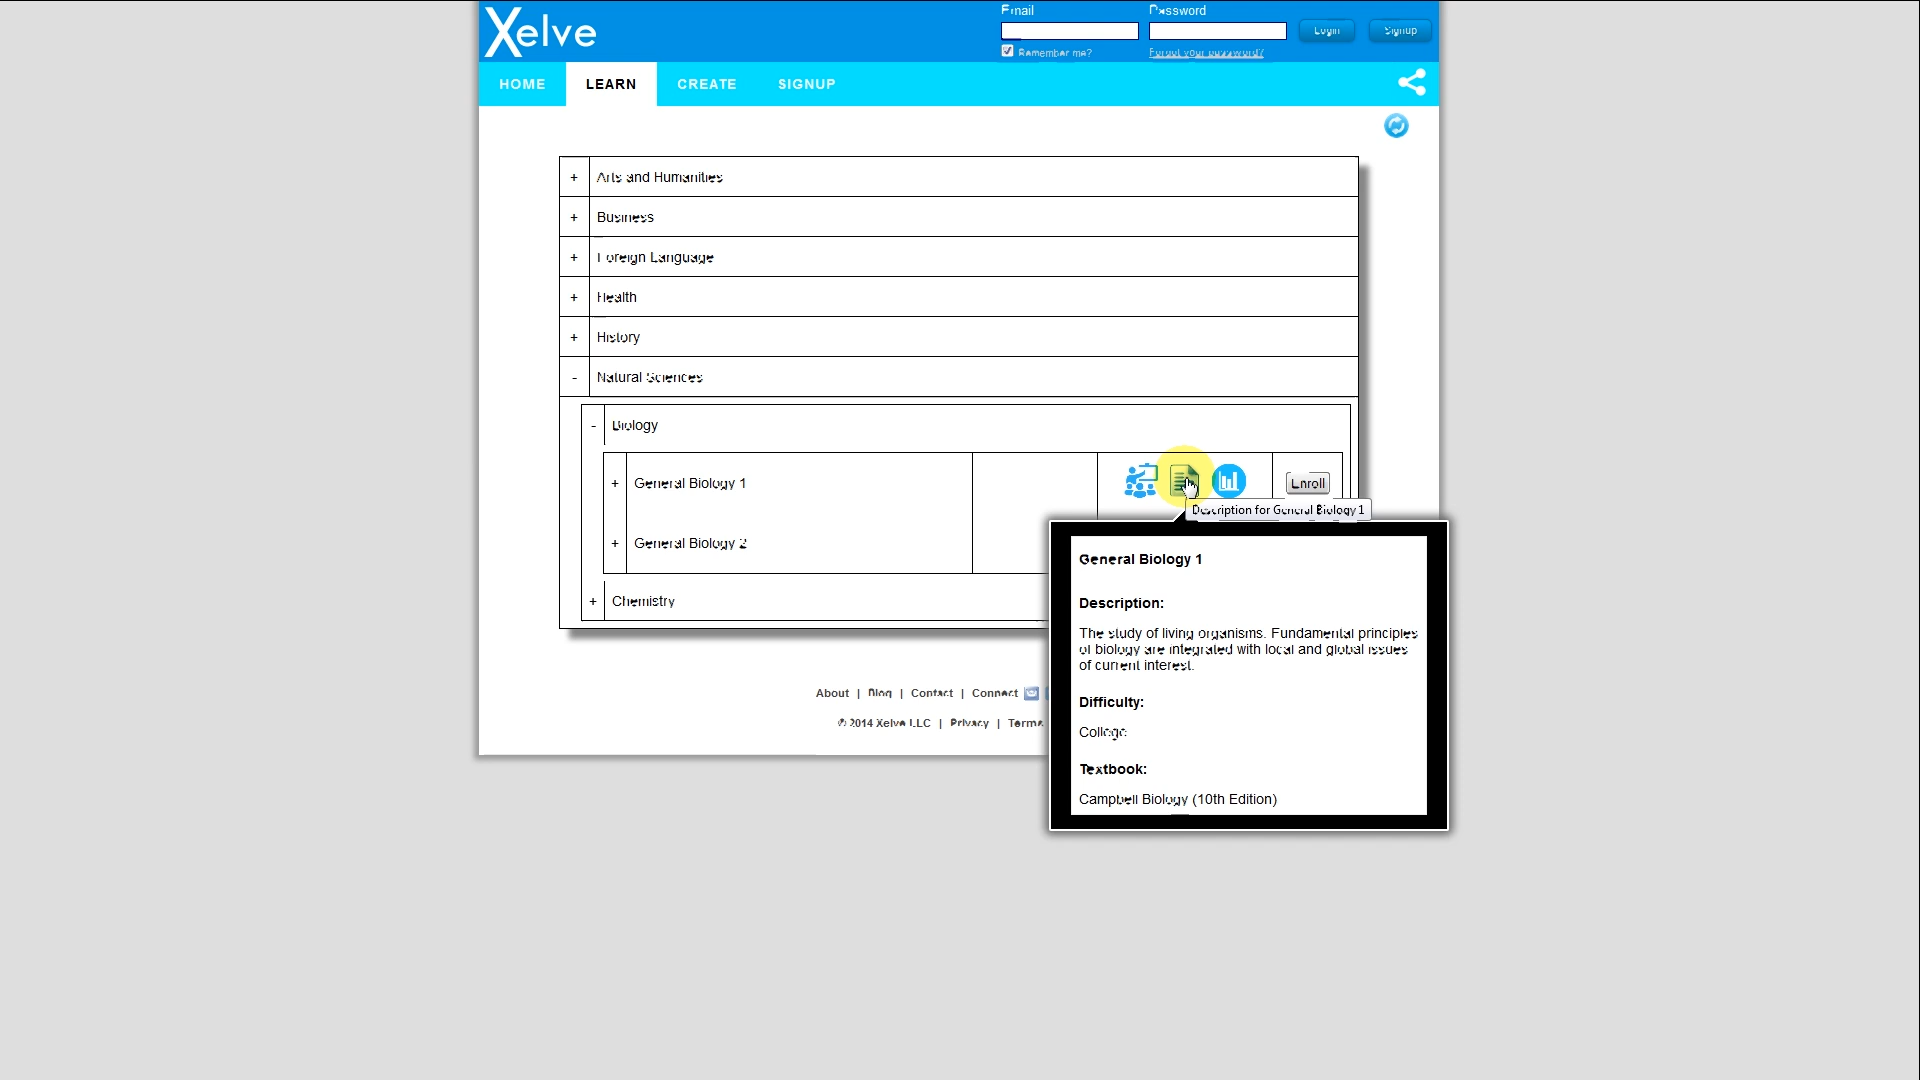 Xelve
Email
Password
Login
Signup
Remember me?
Forgot your password?
HOME
LEARN
CREATE
SIGNUP
+ Arts and Humanities
+ Business
+ Foreign Language
+ Health
+ History
- Natural Sciences
- Biology
+ General Biology 1
Enroll
Description for General Biology 1
+ General Biology 2
+ Chemistry
General Biology 1
Description:
The study of living organisms. Fundamental principles
of biology are integrated with local and global issues
of current interest.
Difficulty:
College
Textbook:
Campbell Biology (10th Edition)
About | Blog | Contact | Connect
© 2014 Xelve LLC | Privacy | Terms